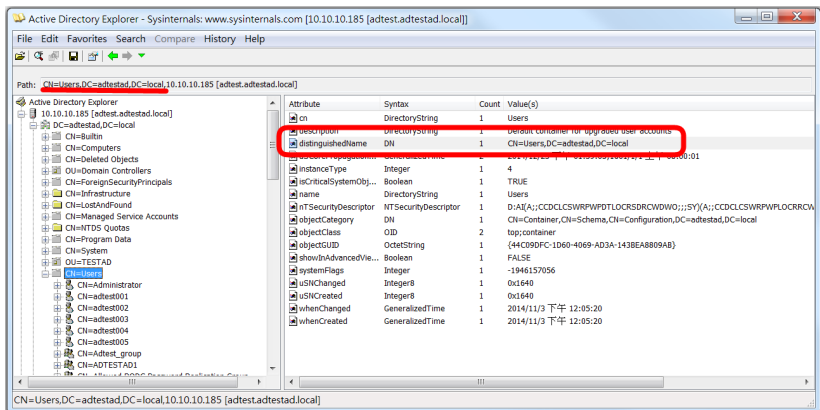 Active Directory Explorer - Sysinternals: www.sysinternals.com [10.10.10.185 [adtest.adtestad.local]]
File Edit Favorites Search Compare History Help
Path: CN=Users,DC=adtestad,DC=local,10.10.10.185 [adtest.adtestad.local]
Active Directory Explorer
10.10.10.185 [adtest.adtestad.local]
DC=adtestad,DC=local
CN=Builtin
CN=Computers
CN=Deleted Objects
OU=Domain Controllers
CN=ForeignSecurityPrincipals
CN=Infrastructure
CN=LostAndFound
CN=Managed Service Accounts
CN=NTDS Quotas
CN=Program Data
CN=System
OU=TESTAD
CN=Users
CN=Administrator
CN=adtest001
CN=adtest002
CN=adtest003
CN=adtest004
CN=adtest005
CN=Adtest_group
CN=ADTESTAD1
CN=Allowed RODC Password Replication Group
Attribute Syntax Count Value(s)
cn DirectoryString 1 Users
description DirectoryString 1 Default container for upgraded user accounts
distinguishedName DN 1 CN=Users,DC=adtestad,DC=local
GeneralizedTime 2
instanceType Integer 1 4
isCriticalSystemObj... Boolean 1 TRUE
name DirectoryString 1 Users
nTSecurityDescriptor NTSecurityDescriptor 1 D:AI(A;;CCDCLCSWRPWPDTLOCRSDRCWDWO;;;SY)(A;;CCDCLCSWRPWPLOCRRCW
objectCategory DN 1 CN=Container,CN=Schema,CN=Configuration,DC=adtestad,DC=local
objectClass OID 2 top;container
objectGUID OctetString 1 {44C09DFC-1D60-4069-AD3A-143BEA8809AB}
showInAdvancedVie... Boolean 1 FALSE
systemFlags Integer 1 -1946157056
uSNChanged Integer8 1 0x1640
uSNCreated Integer8 1 0x1640
whenChanged GeneralizedTime 1 2014/11/3 下午 12:05:20
whenCreated GeneralizedTime 1 2014/11/3 下午 12:05:20
CN=Users,DC=adtestad,DC=local,10.10.10.185 [adtest.adtestad.local]